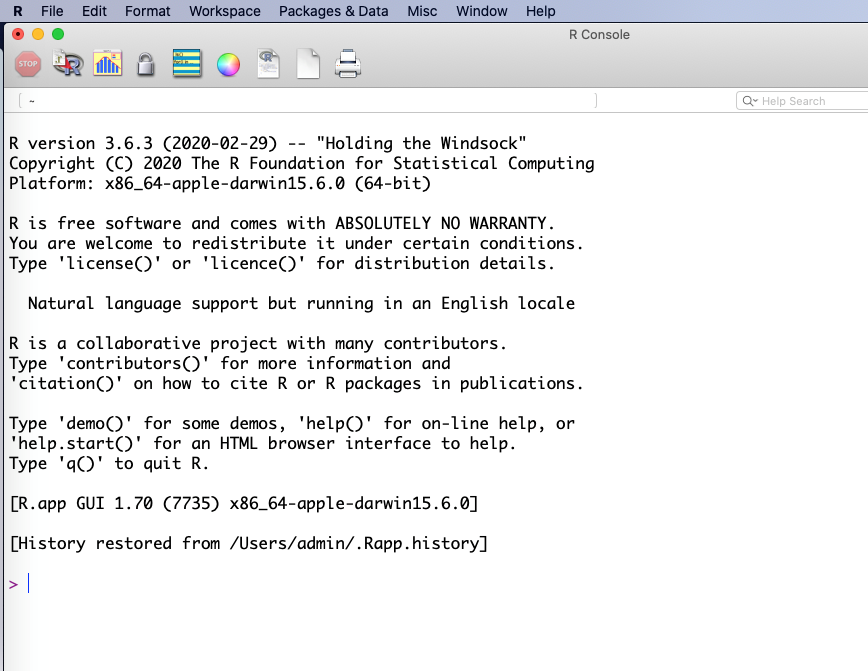 R File Edit Format Workspace Packages & Data Misc Window Help
R Console
STOP
R
R
~
Help Search
R version 3.6.3 (2020-02-29) -- "Holding the Windsock"
Copyright (C) 2020 The R Foundation for Statistical Computing
Platform: x86_64-apple-darwin15.6.0 (64-bit)
R is free software and comes with ABSOLUTELY NO WARRANTY.
You are welcome to redistribute it under certain conditions.
Type 'license()' or 'licence()' for distribution details.
Natural language support but running in an English locale
R is a collaborative project with many contributors.
Type 'contributors()' for more information and
'citation()' on how to cite R or R packages in publications.
Type 'demo()' for some demos, 'help()' for on-line help, or
'help.start()' for an HTML browser interface to help.
Type 'q()' to quit R.
[R.app GUI 1.70 (7735) x86_64-apple-darwin15.6.0]
[History restored from /Users/admin/.Rapp.history]
>